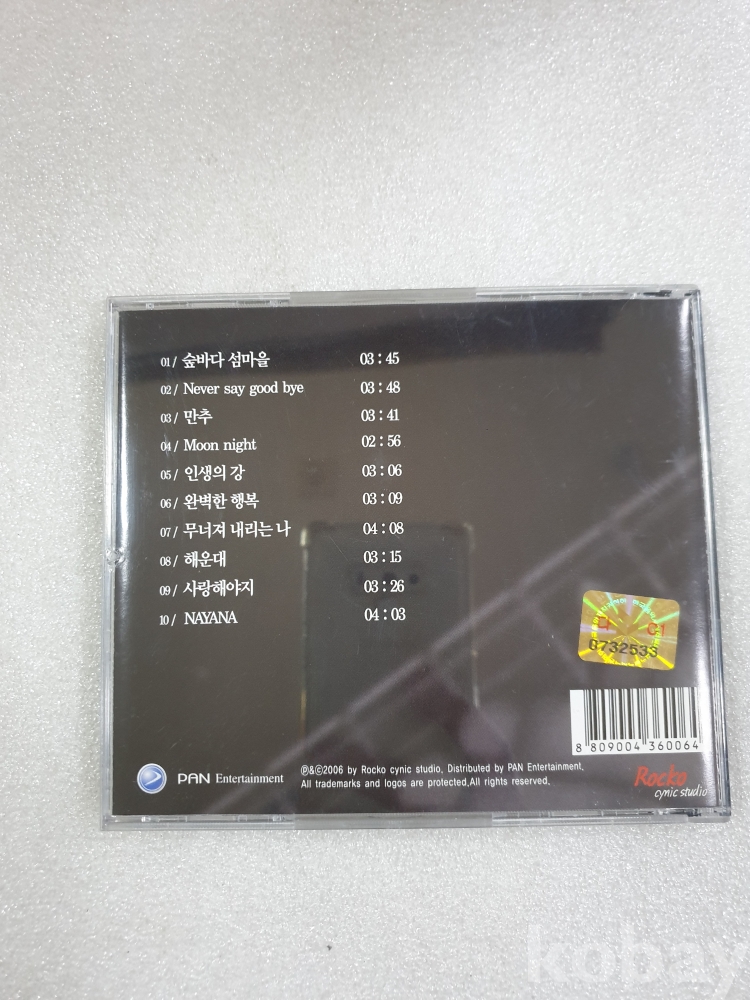 01 / 숲바다 섬마을 03 : 45
02 / Never say good bye 03 : 48
03 / 만추 03 : 41
04 / Moon night 02 : 56
05 / 인생의 강 03 : 06
06 / 완벽한 행복 03 : 09
07 / 무너져 내리는 나 04 : 08
08 / 해운대 03 : 15
09 / 사랑해야지 03 : 26
10 / NAYANA 04 : 03
다 01
0732533
8 809004 360064
PAN Entertainment
℗&©2006 by Rocko cynic studio, Distributed by PAN Entertainment,
All trademarks and logos are protected,All rights reserved,
Rocko
cynic studio
kobay